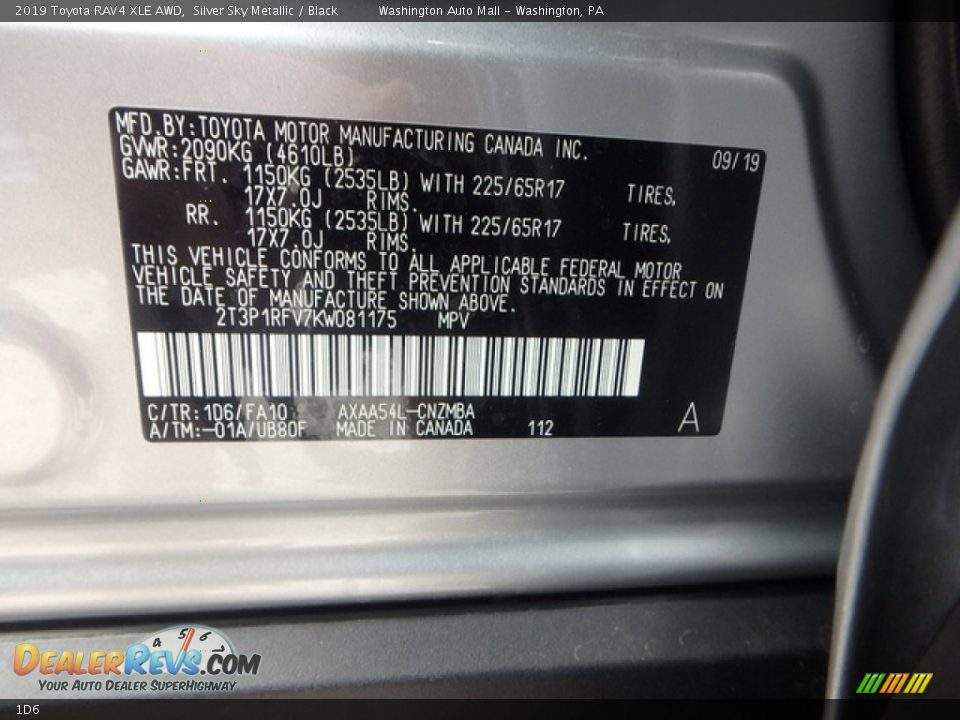 2019 Toyota RAV4 XLE AWD, Silver Sky Metallic / Black Washington Auto Mall - Washington, PA
MFD.BY:TOYOTA MOTOR MANUFACTURING CANADA INC.
GVWR:2090KG (4610LB) 09/19
GAWR:FRT. 1150KG (2535LB) WITH 225/65R17 TIRES,
17X7.0J RIMS.
RR. 1150KG (2535LB) WITH 225/65R17 TIRES,
17X7.0J RIMS.
THIS VEHICLE CONFORMS TO ALL APPLICABLE FEDERAL MOTOR
VEHICLE SAFETY AND THEFT PREVENTION STANDARDS IN EFFECT ON
THE DATE OF MANUFACTURE SHOWN ABOVE.
2T3P1RFV7KW081175 MPV
C/TR:1D6/FA10 AXAA54L-CNZMBA
A/TM:-01A/UB80F MADE IN CANADA 112 A
4 5 6 7
DEALERREVS.COM
YOUR AUTO DEALER SUPERHIGHWAY
1D6